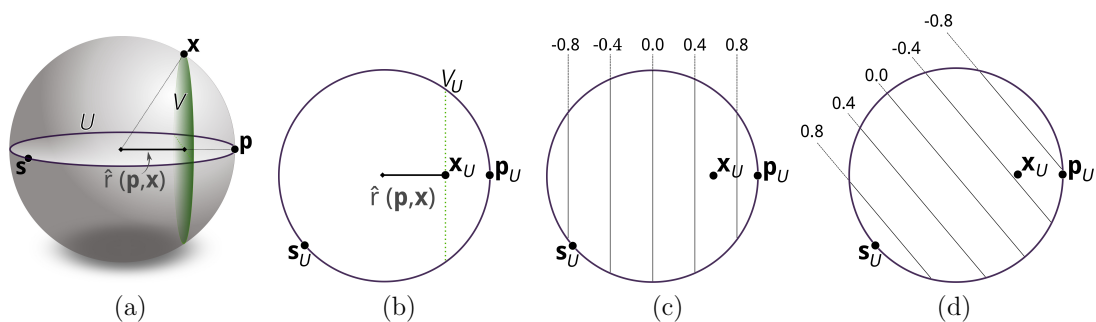 x
U
V
p
s
r̂ (p,x)
(a)
V_U
x_U
p_U
r̂ (p,x)
s_U
(b)
-0.8 -0.4 0.0 0.4 0.8
x_U
p_U
s_U
(c)
-0.8
-0.4
0.0
0.4
0.8
x_U
p_U
s_U
(d)